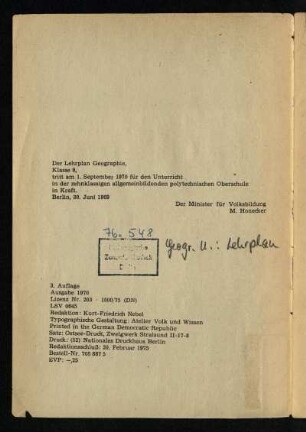 Der Lehrplan Geographie,
Klasse 9,
tritt am 1. September 1970 für den Unterricht
in der zehnklassigen allgemeinbildenden polytechnischen Oberschule
in Kraft.
Berlin, 30. Juni 1969
Der Minister für Volksbildung
M. Honecker
76.548
Geogr. U.: Lehrplan
3. Auflage
Ausgabe 1970
Lizenz Nr. 203 · 1000/75 (DN)
LSV 0645
Redaktion: Kurt-Friedrich Nebel
Typographische Gestaltung: Atelier Volk und Wissen
Printed in the German Democratic Republic
Satz: Ostsee-Druck, Zweigwerk Stralsund II-17-8
Druck: (52) Nationales Druckhaus Berlin
Redaktionsschluß: 20. Februar 1975
Bestell-Nr. 705 887 3
EVP: –,25